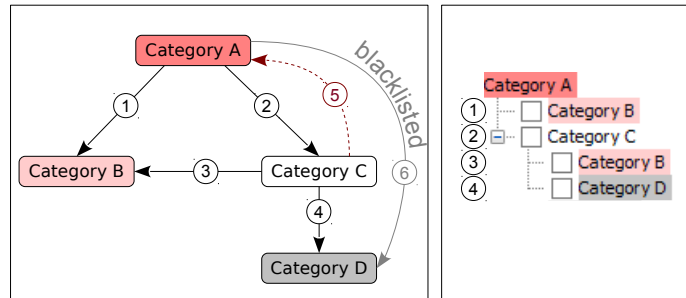 Category A
blacklisted
1
2
5
Category B
3
Category C
6
4
Category D
Category A
1 Category B
2 Category C
3 Category B
4 Category D